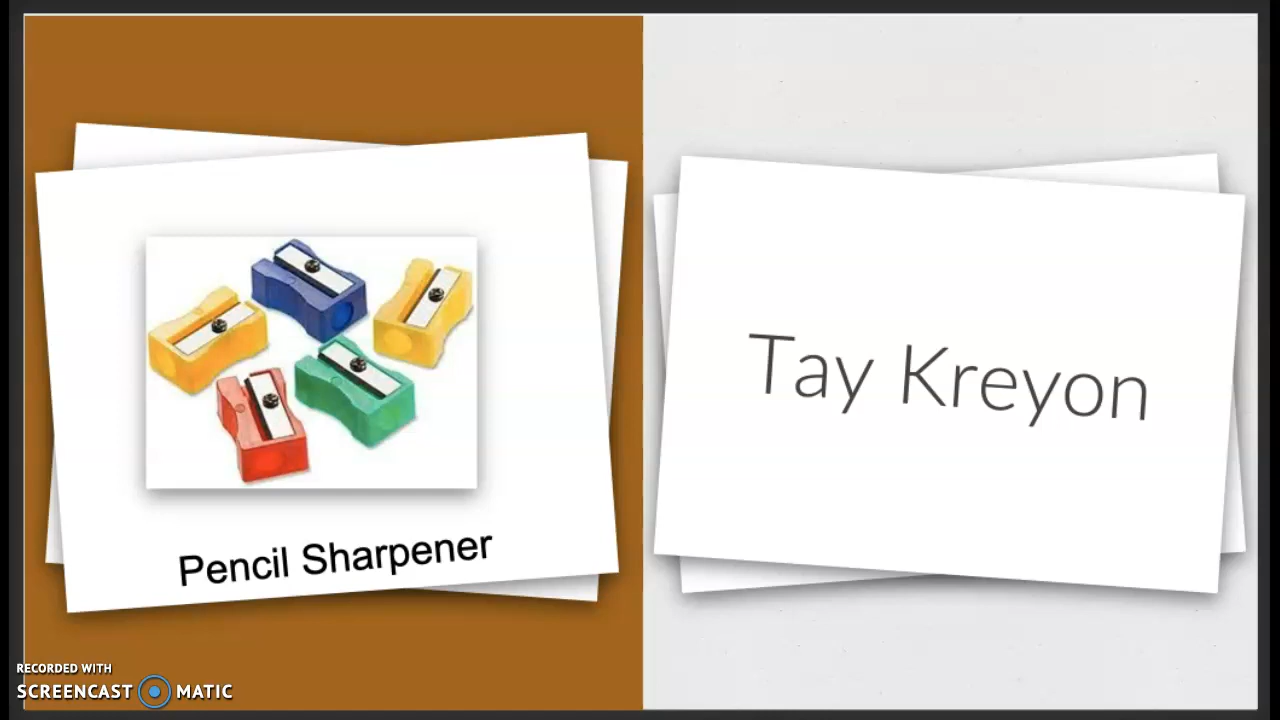 Pencil Sharpener
Tay Kreyon
RECORDED WITH
SCREENCAST MATIC